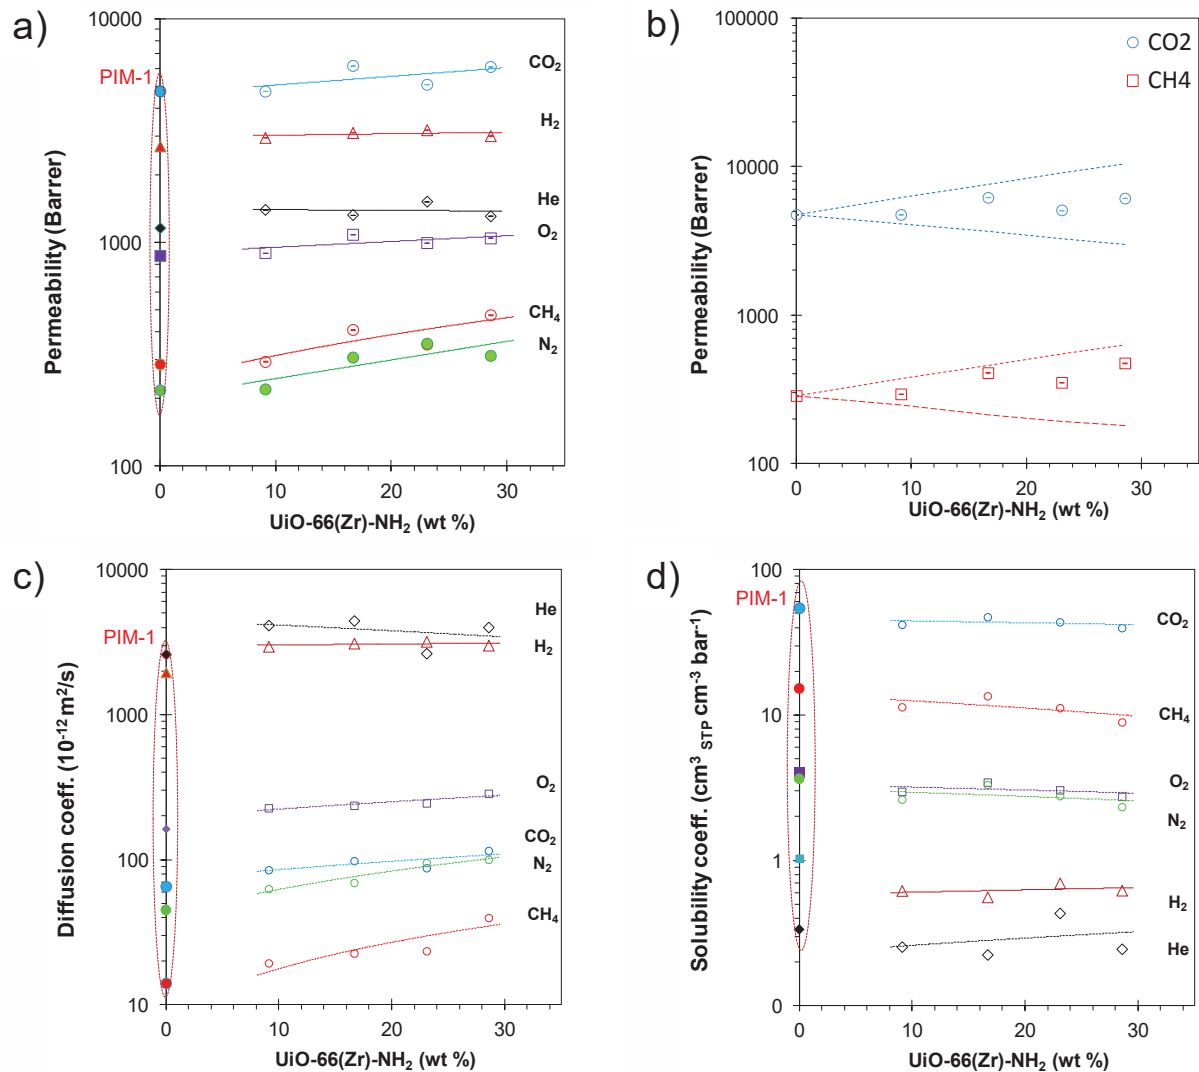 a)
10000
1000
100
Permeability (Barrer)
PIM-1
CO2
H2
He
O2
CH4
N2
0 10 20 30
UiO-66(Zr)-NH2 (wt %)
b)
100000
10000
1000
100
Permeability (Barrer)
CO2
CH4
0 10 20 30
UiO-66(Zr)-NH2 (wt %)
c)
10000
1000
100
10
Diffusion coeff. (10-12 m2/s)
PIM-1
He
H2
O2
CO2
N2
CH4
0 10 20 30
UiO-66(Zr)-NH2 (wt %)
d)
100
10
1
0
Solubility coeff. (cm3 STP cm-3 bar-1)
PIM-1
CO2
CH4
O2
N2
H2
He
0 10 20 30
UiO-66(Zr)-NH2 (wt %)